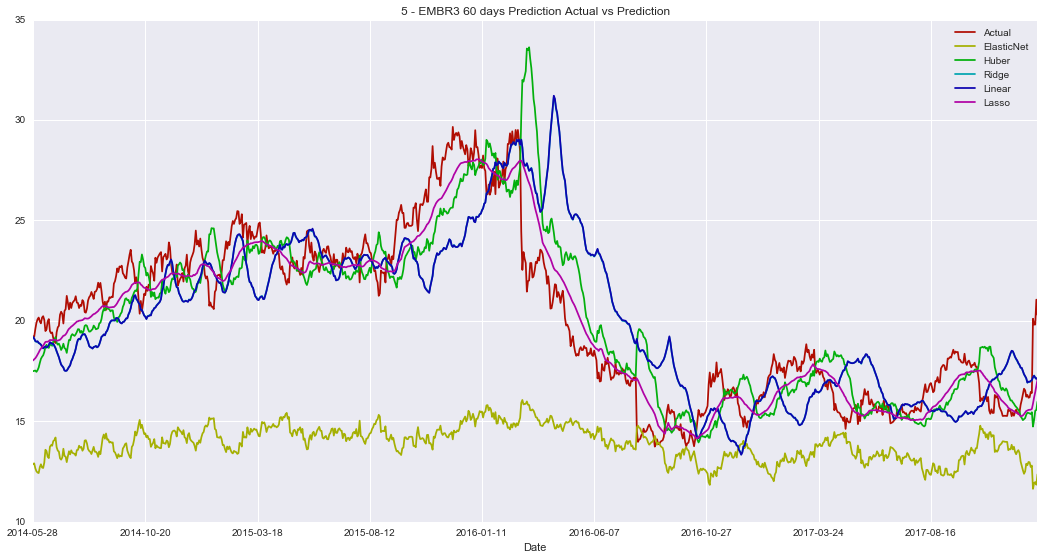 5 - EMBR3 60 days Prediction Actual vs Prediction
35
30
25
20
15
10
Actual
ElasticNet
Huber
Ridge
Linear
Lasso
2014-05-28 2014-10-20 2015-03-18 2015-08-12 2016-01-11 2016-06-07 2016-10-27 2017-03-24 2017-08-16
Date